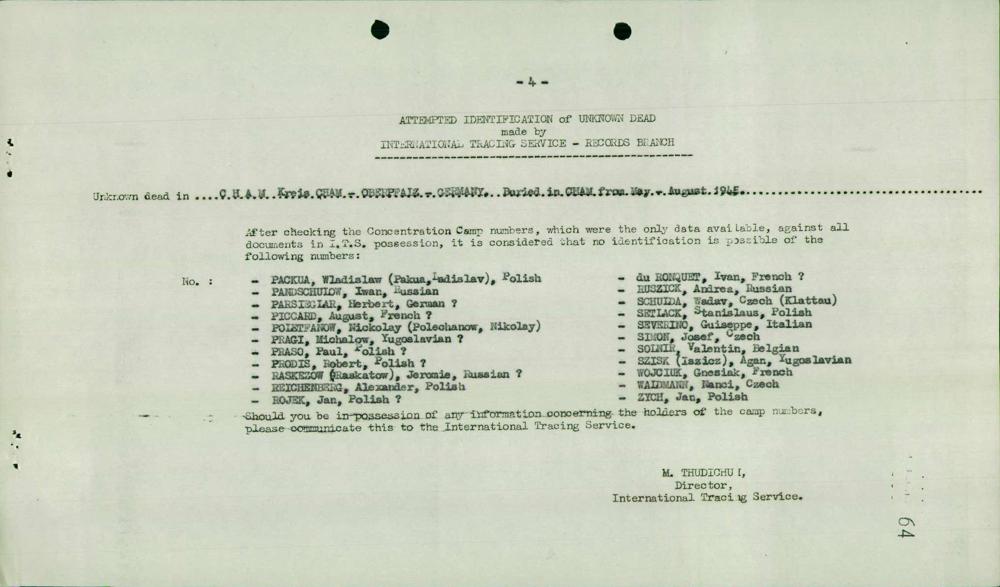 - 4 -
ATTEMPTED IDENTIFICATION of UNKNOWN DEAD
made by
INTERNATIONAL TRACING SERVICE - RECORDS BRANCH
Unknown dead in ....C.H.A.M. Kreis.CHAM.-.OBERPFALZ.-.GERMANY...Buried.in.CHAM.from.May.-.August.1945....
After checking the Concentration Camp numbers, which were the only data available, against all
documents in I.T.S. possession, it is considered that no identification is possible of the
following numbers:
No. :
- PACKUA, Wladislaw (Pakua,Ladislav), Polish
- PANDSCHUIOW, Iwan, Russian
- PARSIEGLAR, Herbert, German ?
- PICCARD, August, French ?
- POLETFANOW, Nickolay (Polechanow, Nikolay)
- PRAGI, Michalow, Yugoslavian ?
- PRASO, Paul, Polish ?
- PRODIS, Robert, Polish ?
- RASKEZOW (Raskatow), Jeromie, Russian ?
- REICHENBERG, Alexander, Polish
- ROJEK, Jan, Polish ?
- du RONQUET, Ivan, French ?
- RUSZICK, Andrea, Russian
- SCHUIDA, Wadav, Czech (Klattau)
- SETLACK, Stanislaus, Polish
- SEVERINO, Guiseppe, Italian
- SIMON, Josef, Czech
- SOLNIR, Valentin, Belgian
- SZISK (Iszicz), Agan, Yugoslavian
- WOJCIUK, Gnesiak, French
- WALDMANN, Nanci, Czech
- ZYCH, Jan, Polish
Should you be in possession of any information concerning the holders of the camp numbers,
please communicate this to the International Tracing Service.
M. THUDICHUM,
Director,
International Tracing Service.
64